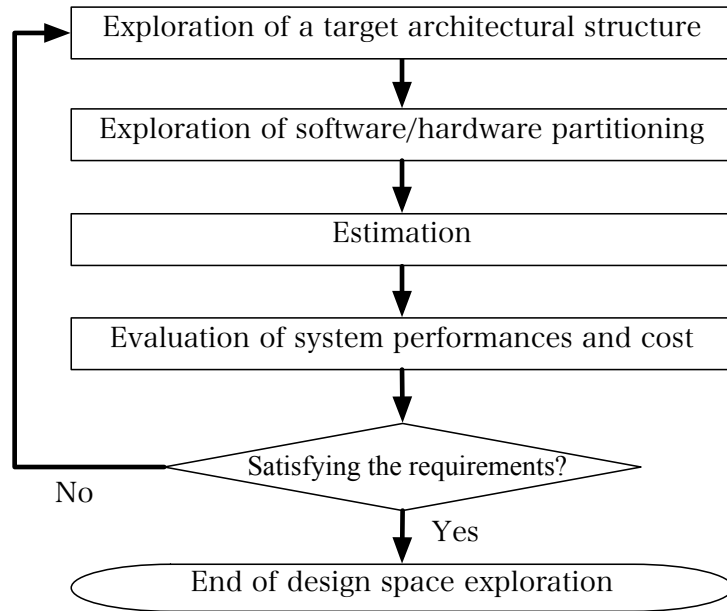 Exploration of a target architectural structure
Exploration of software/hardware partitioning
Estimation
Evaluation of system performances and cost
Satisfying the requirements?
No
Yes
End of design space exploration